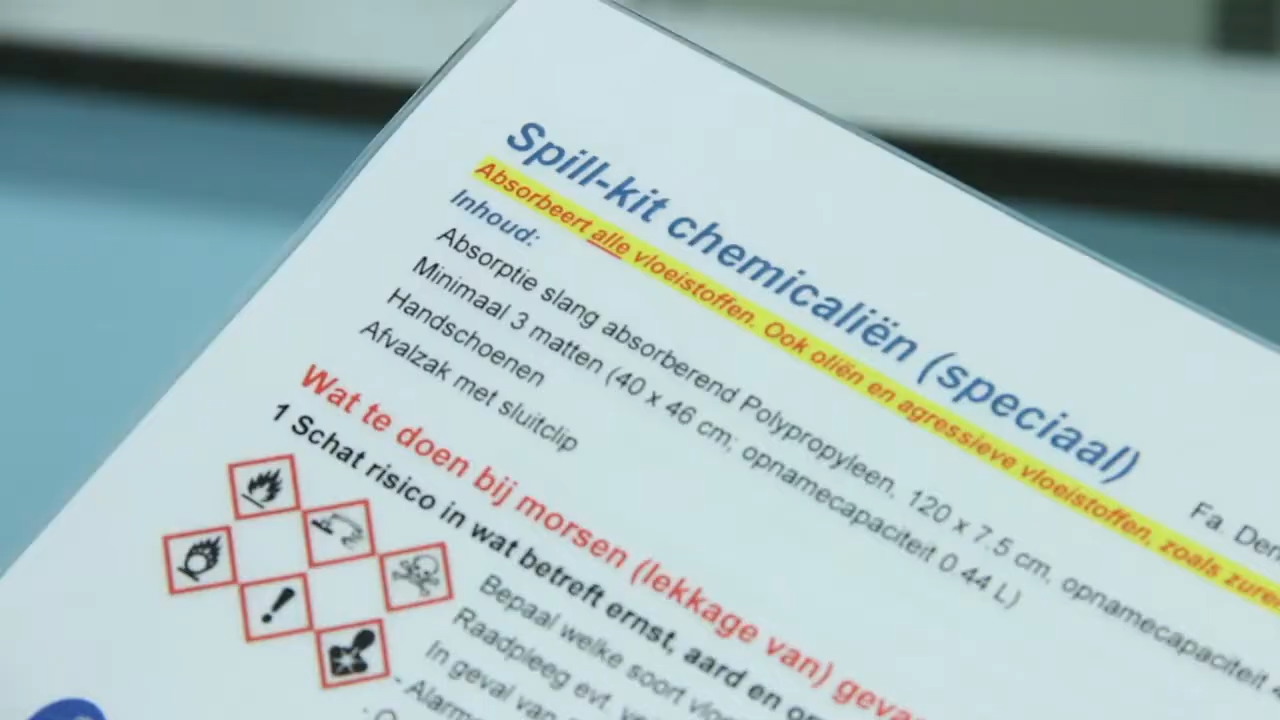 Spill-kit chemicaliën (speciaal)
Absorbeert alle vloeistoffen. Ook oliën en agressieve vloeistoffen, zoals zuren
Fa. Den
Inhoud:
Absorptie slang absorberend Polypropyleen, 120 x 7.5 cm, opnamecapaciteit
Minimaal 3 matten (40 x 46 cm; opnamecapaciteit 0 44 L)
Handschoenen
Afvalzak met sluitclip
Wat te doen bij morsen (lekkage van)
1 Schat risico in wat betreft ernst, aard en
Bepaal welke soort
Raadpleeg evt.
In geval van
- Alarm